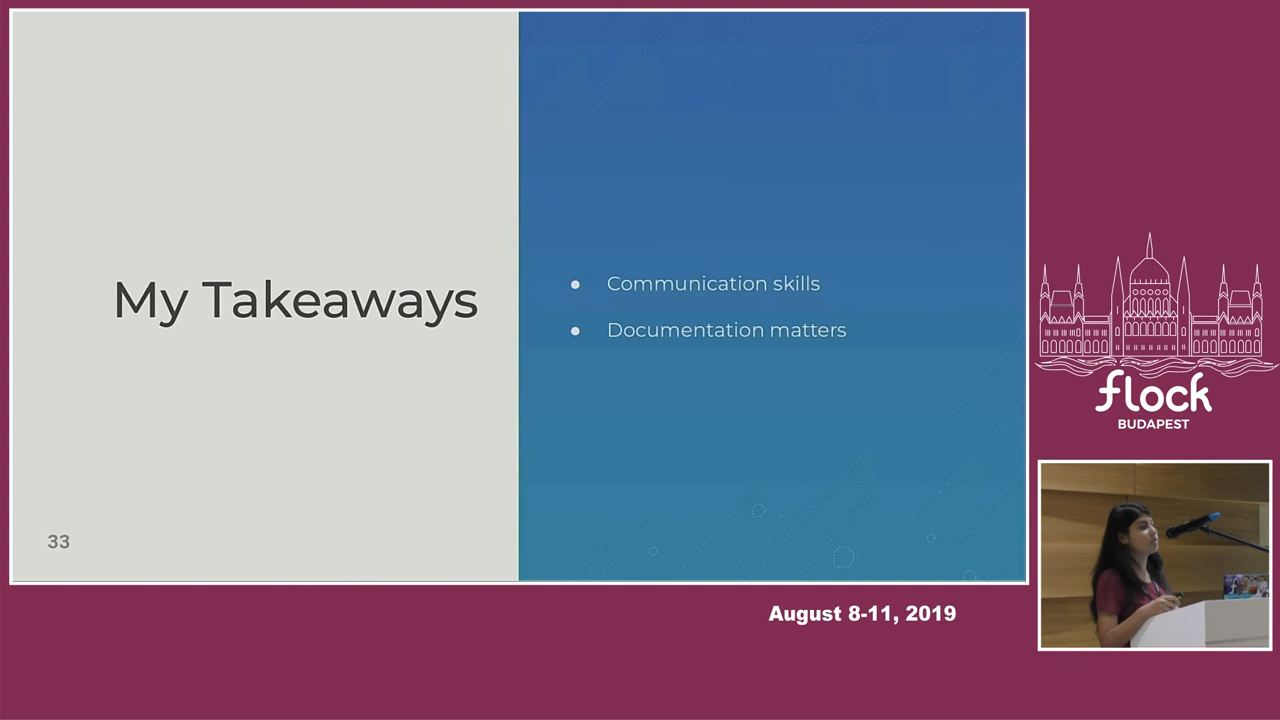 My Takeaways
● Communication skills
● Documentation matters
33
flock
BUDAPEST
August 8-11, 2019